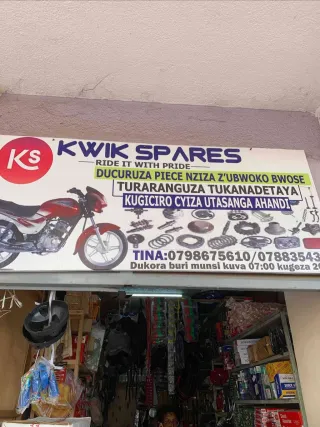 KS
KWIK SPARES
RIDE IT WITH PRIDE
DUCURUZA PIECE NZIZA Z'UBWOKO BWOSE
TURARANGUZA TUKANADETAYA
KUGICIRO CYIZA UTASANGA AHANDI
TINA:0798675610/07883543
Dukora buri munsi kuva 07:00 kugeza 20